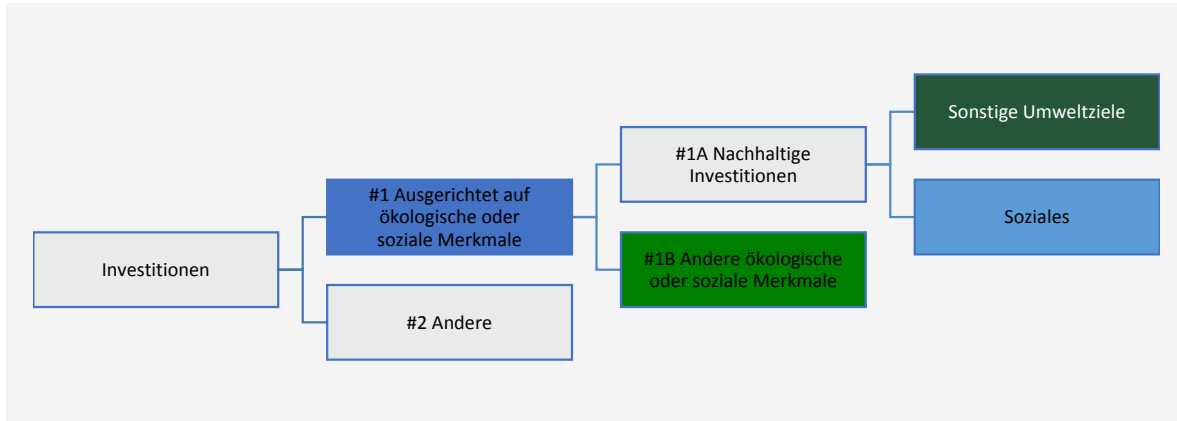 Investitionen
#1 Ausgerichtet auf
ökologische oder
soziale Merkmale
#2 Andere
#1A Nachhaltige
Investitionen
#1B Andere ökologische
oder soziale Merkmale
Sonstige Umweltziele
Soziales